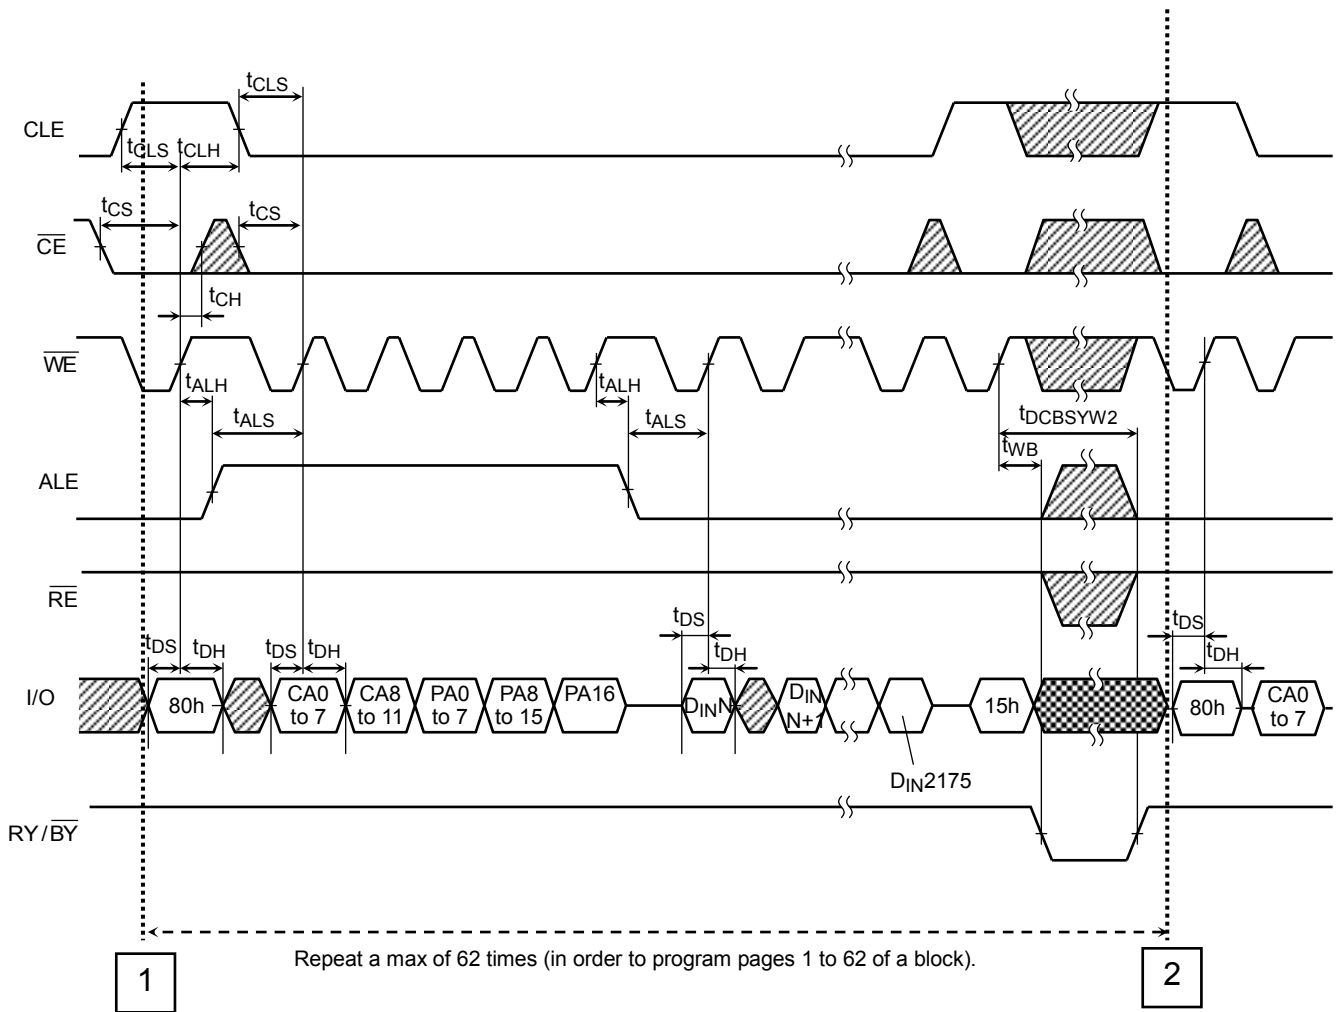 tCLS
CLE
tCLS tCLH
tCS tCS
CE
tCH
WE
tALH tALH
tALS tALS tDCBSYW2
tWB
ALE
RE
tDS tDH tDS tDH tDS tDH tDS tDH
I/O
80h
CA0 to 7
CA8 to 11
PA0 to 7
PA8 to 15
PA16
DINN
DIN N+1
15h
80h
CA0 to 7
DIN2175
RY/BY
Repeat a max of 62 times (in order to program pages 1 to 62 of a block).
1
2